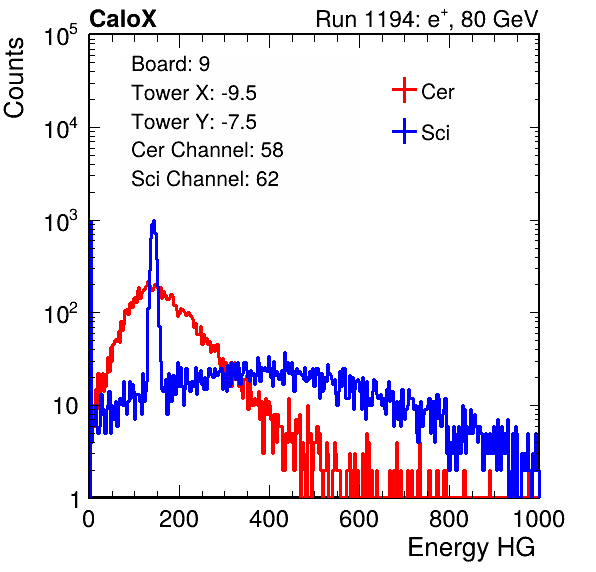 CaloX Run 1194: e⁺, 80 GeV
Counts
10⁵
10⁴
10³
10²
10
1
Board: 9
Tower X: -9.5
Tower Y: -7.5
Cer Channel: 58
Sci Channel: 62
Cer
Sci
0 200 400 600 800 1000
Energy HG